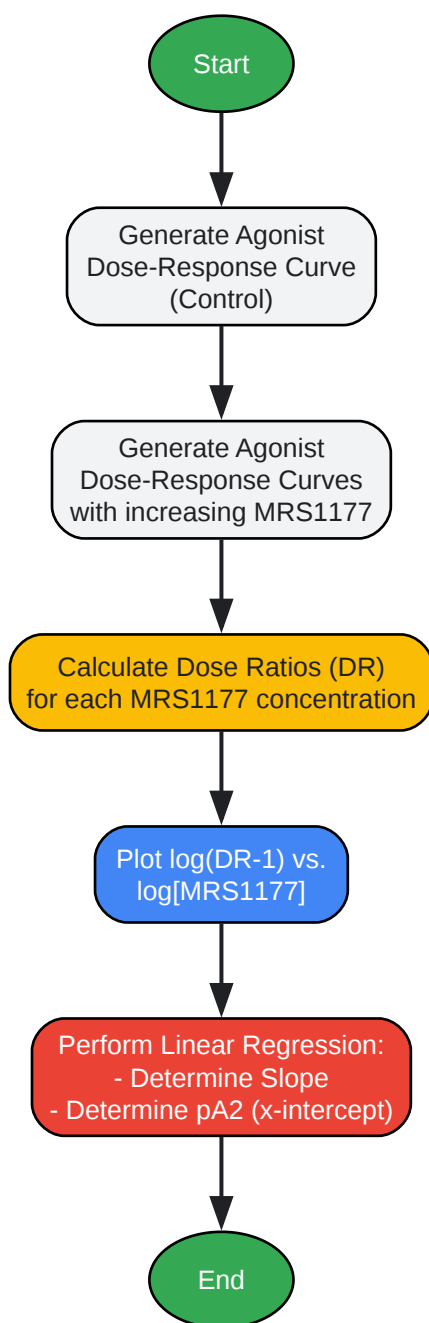 Start
Generate Agonist
Dose-Response Curve
(Control)
Generate Agonist
Dose-Response Curves
with increasing MRS1177
Calculate Dose Ratios (DR)
for each MRS1177 concentration
Plot log(DR-1) vs.
log[MRS1177]
Perform Linear Regression:
- Determine Slope
- Determine pA2 (x-intercept)
End